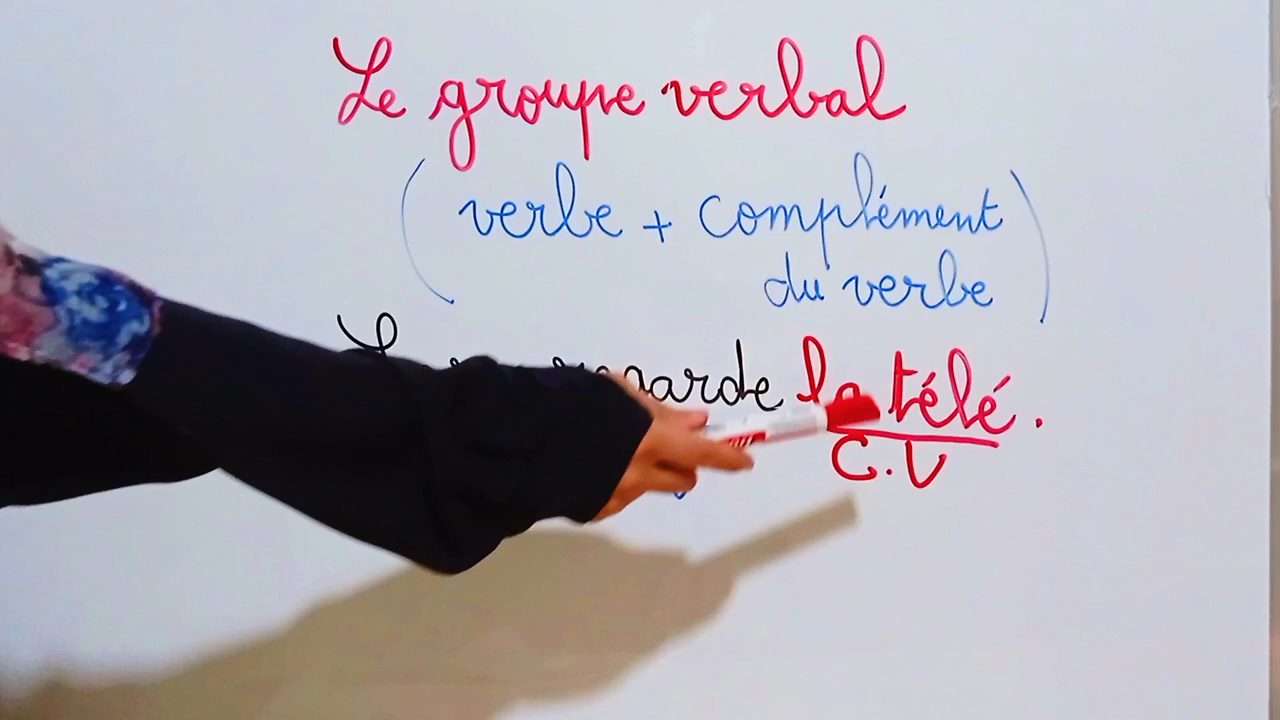 Le groupe verbal
(verbe + complément
du verbe)
regarde la télé.
C.V